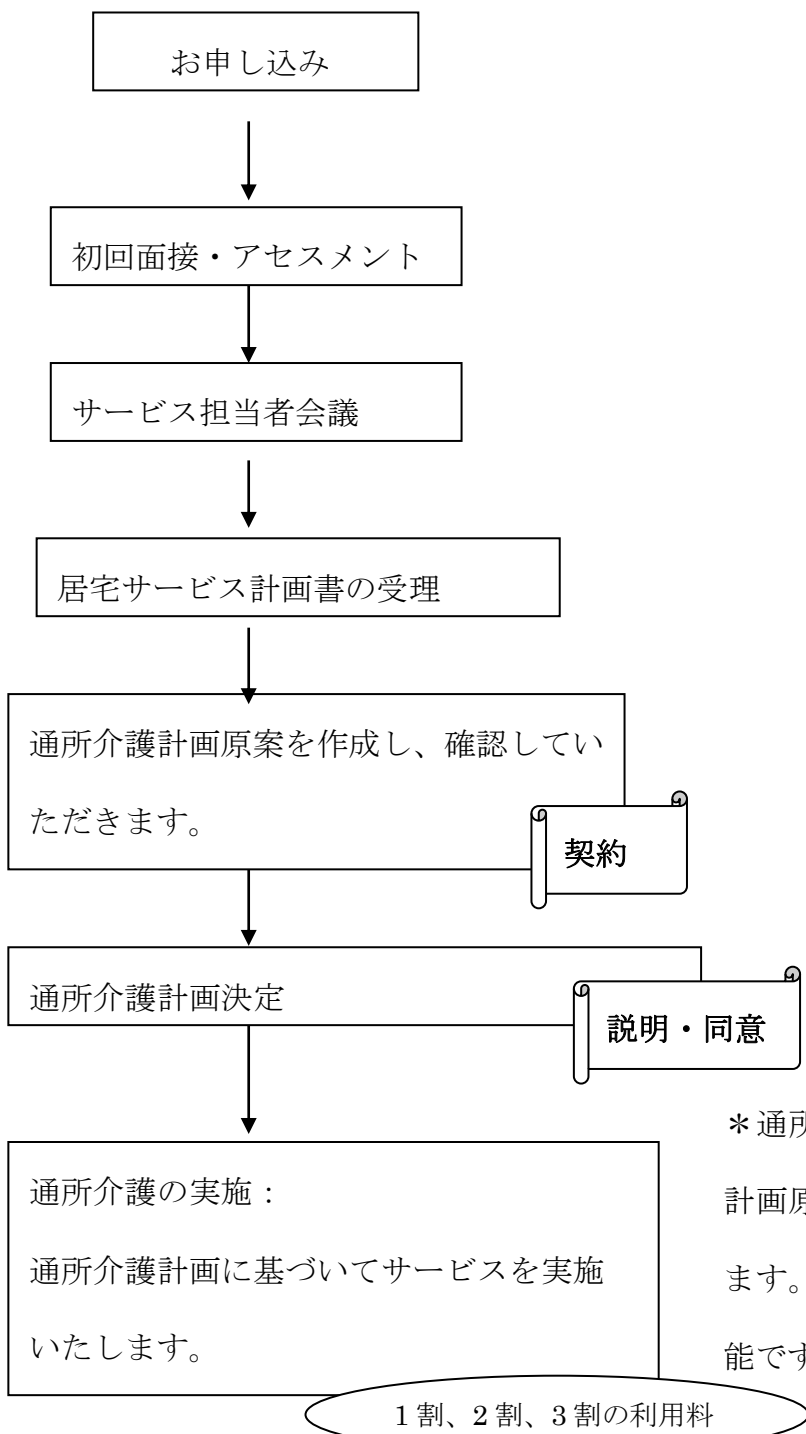 お申し込み
初回面接・アセスメント
サービス担当者会議
居宅サービス計画書の受理
通所介護計画原案を作成し、確認してい
ただきます。
契約
通所介護計画決定
説明・同意
通所介護の実施：
通所介護計画に基づいてサービスを実施
いたします。
＊通所
計画原
ます。
能です
1割、2割、3割の利用料